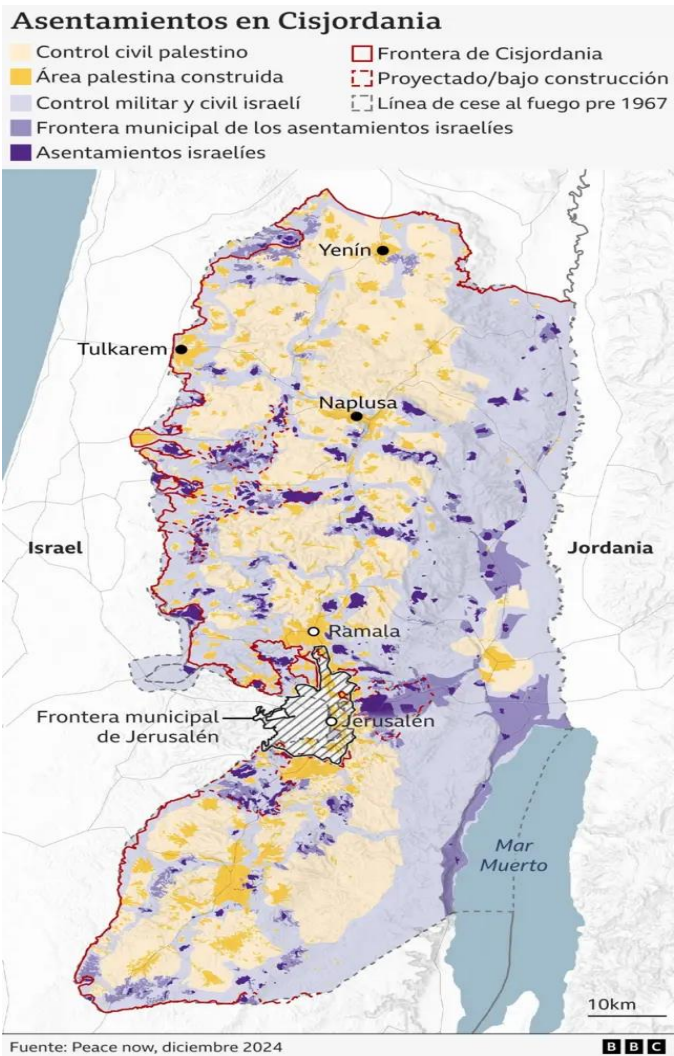 Asentamientos en Cisjordania
Control civil palestino
Área palestina construida
Control militar y civil israelí
Frontera municipal de los asentamientos israelíes
Asentamientos israelíes
Frontera de Cisjordania
Proyectado/bajo construcción
Línea de cese al fuego pre 1967
Yenín
Tulkarem
Naplusa
Israel
Jordania
Ramala
Frontera municipal
de Jerusalén
Jerusalén
Mar
Muerto
10km
Fuente: Peace now, diciembre 2024
BBC